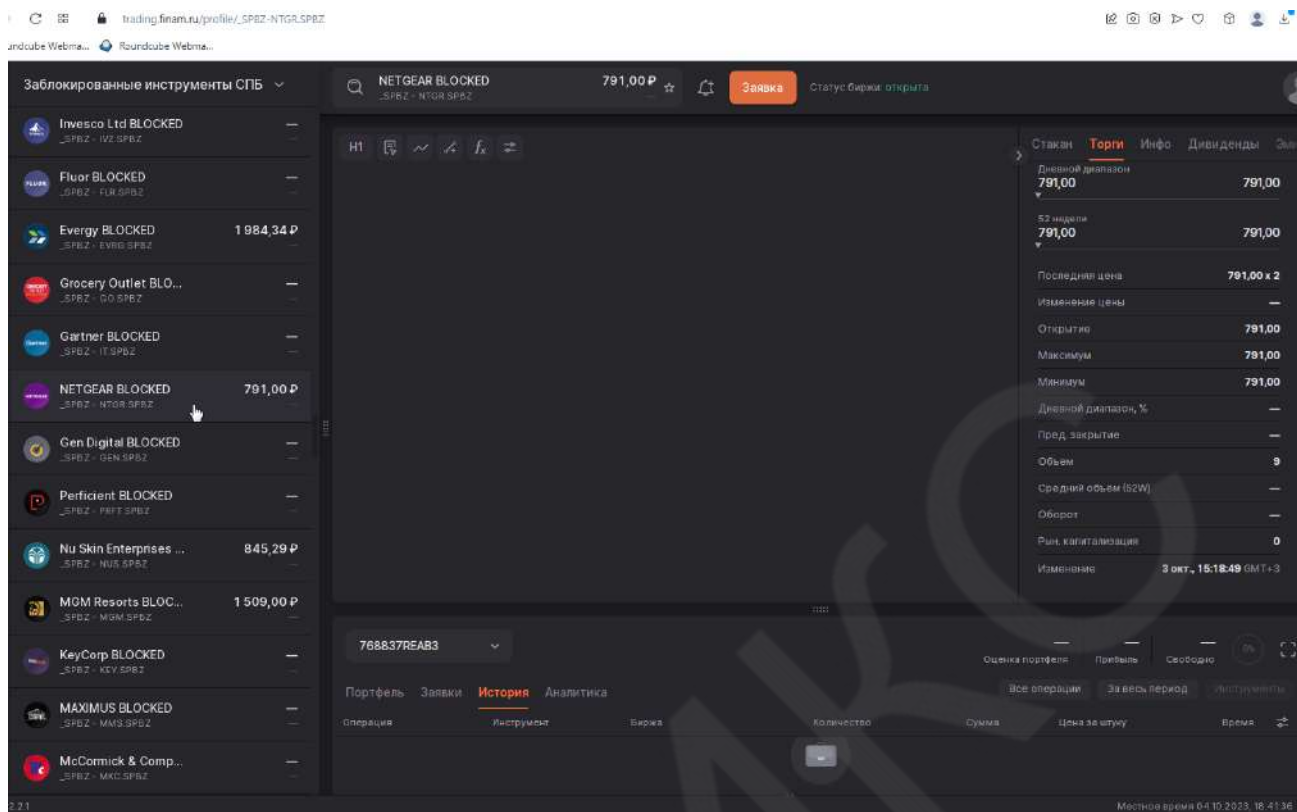 trading.finam.ru/profile/_SPBZ-NTGR.SPBZ
undcube Webma... Roundcube Webma...
Заблокированные инструменты СПБ
NETGEAR BLOCKED 791,00 ₽ Заявка Статус биржи: открыта
_SPBZ - NTGR.SPBZ
Invesco Ltd BLOCKED —
_SPBZ - IVZ.SPBZ
Fluor BLOCKED —
_SPBZ - FLR.SPBZ
Evergy BLOCKED 1 984,34 ₽
_SPBZ - EVRG.SPBZ
Grocery Outlet BLO... —
_SPBZ - GO.SPBZ
Gartner BLOCKED —
_SPBZ - IT.SPBZ
NETGEAR BLOCKED 791,00 ₽
_SPBZ - NTGR.SPBZ
Gen Digital BLOCKED —
_SPBZ - GEN.SPBZ
Perficient BLOCKED —
_SPBZ - PRFT.SPBZ
Nu Skin Enterprises ... 845,29 ₽
_SPBZ - NUS.SPBZ
MGM Resorts BLOC... 1 509,00 ₽
_SPBZ - MGM.SPBZ
KeyCorp BLOCKED —
_SPBZ - KEY.SPBZ
MAXIMUS BLOCKED —
_SPBZ - MMS.SPBZ
McCormick & Comp... —
_SPBZ - MKC.SPBZ
2.2.1
H1 fx
Стакан Торги Инфо Дивиденды
Дневной диапазон
791,00 791,00
52 недели
791,00 791,00
Последняя цена 791,00 x 2
Изменение цены —
Открытие 791,00
Максимум 791,00
Минимум 791,00
Дневной диапазон, % —
Пред. закрытие —
Объем 9
Средний объем (52W) —
Оборот —
Рын. капитализация 0
Изменение 3 окт., 15:18:49 GMT+3
768837REAB3
Оценка портфеля Прибыль Свободно 0%
Портфель Заявки История Аналитика
Все операции За весь период Инструменты
Операция Инструмент Биржа Количество Сумма Цена за штуку Время
МКС
Местное время 04.10.2023, 18:41:36